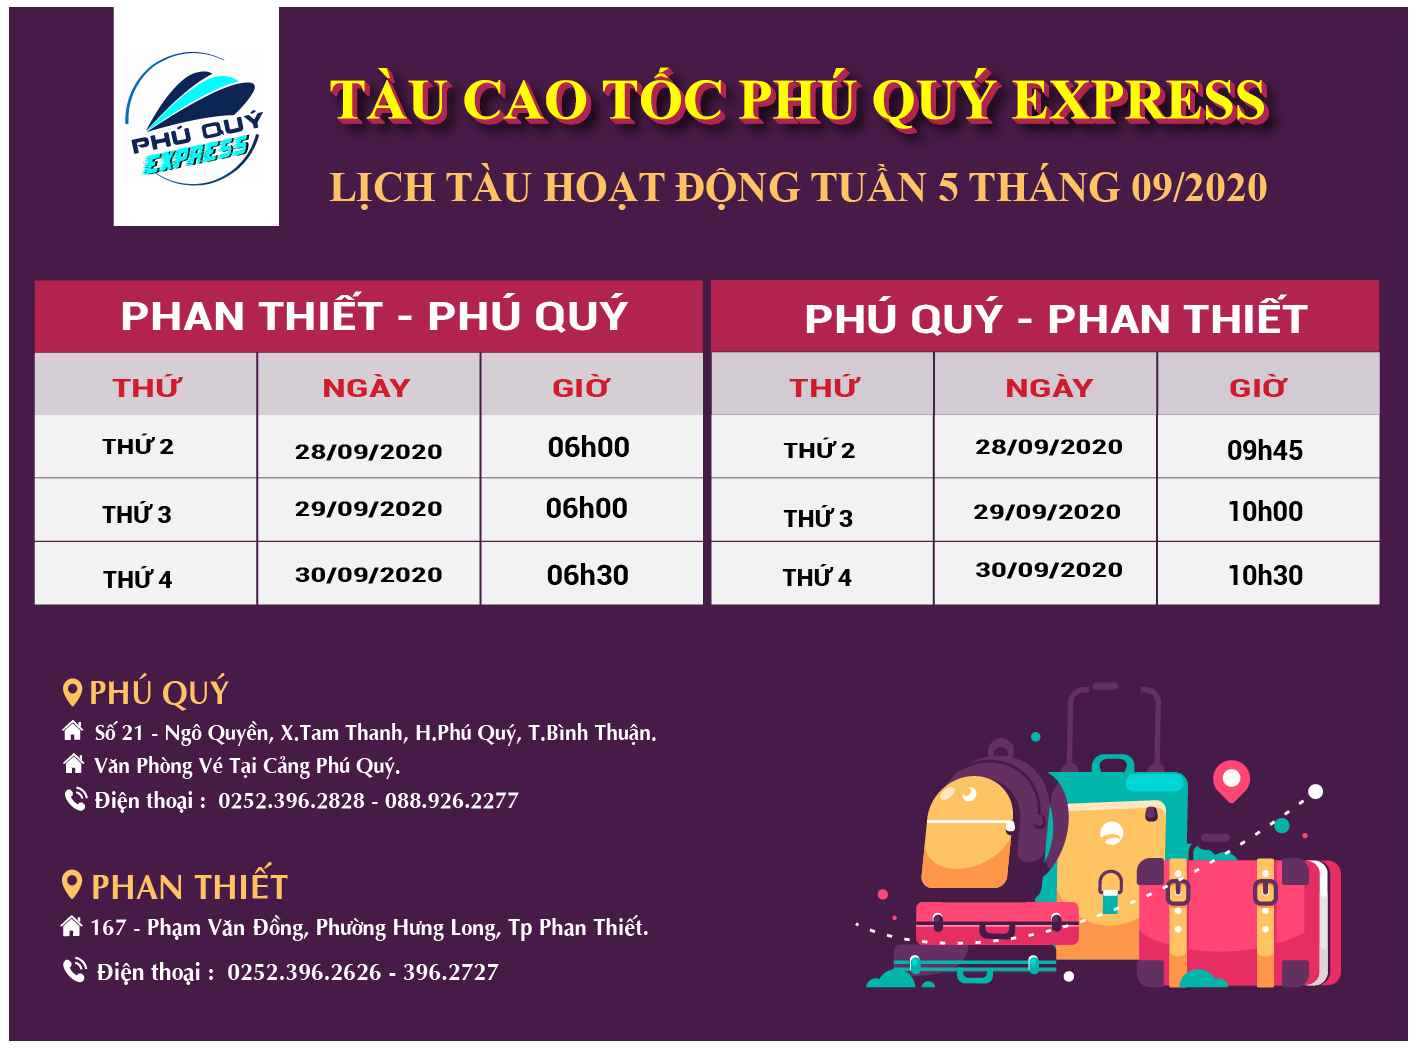 PHÚ QUÝ
EXPRESS
TÀU CAO TỐC PHÚ QUÝ EXPRESS
LỊCH TÀU HOẠT ĐỘNG TUẦN 5 THÁNG 09/2020
PHAN THIẾT - PHÚ QUÝ
THỨ NGÀY GIỜ
THỨ 2 28/09/2020 06h00
THỨ 3 29/09/2020 06h00
THỨ 4 30/09/2020 06h30
PHÚ QUÝ - PHAN THIẾT
THỨ NGÀY GIỜ
THỨ 2 28/09/2020 09h45
THỨ 3 29/09/2020 10h00
THỨ 4 30/09/2020 10h30
PHÚ QUÝ
Số 21 - Ngô Quyền, X.Tam Thanh, H.Phú Quý, T.Bình Thuận.
Văn Phòng Vé Tại Cảng Phú Quý.
Điện thoại : 0252.396.2828 - 088.926.2277
PHAN THIẾT
167 - Phạm Văn Đồng, Phường Hưng Long, Tp Phan Thiết.
Điện thoại : 0252.396.2626 - 396.2727